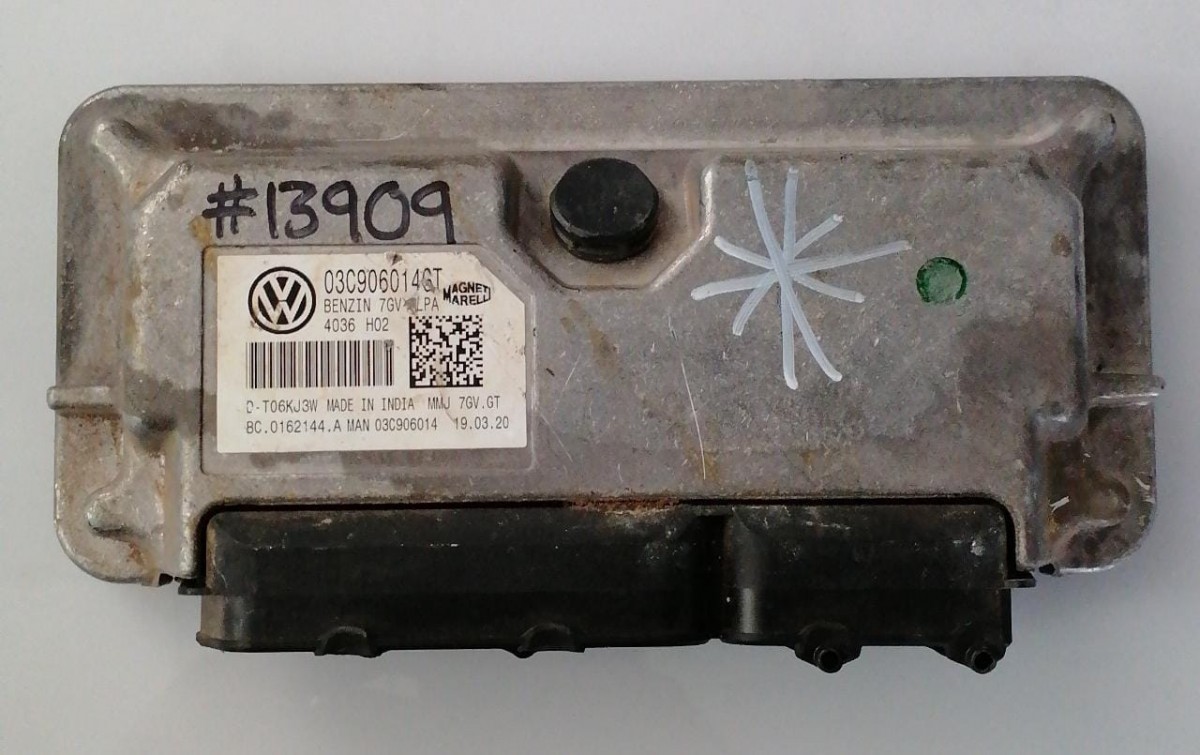 #13909
03C906014GT
MAGNETI
MARELLI
BENZIN 7GV
4036 H02
MADE IN INDIA MMJ 7GV.GT
BC.0162144.A MAN 03C906014 19.03.20